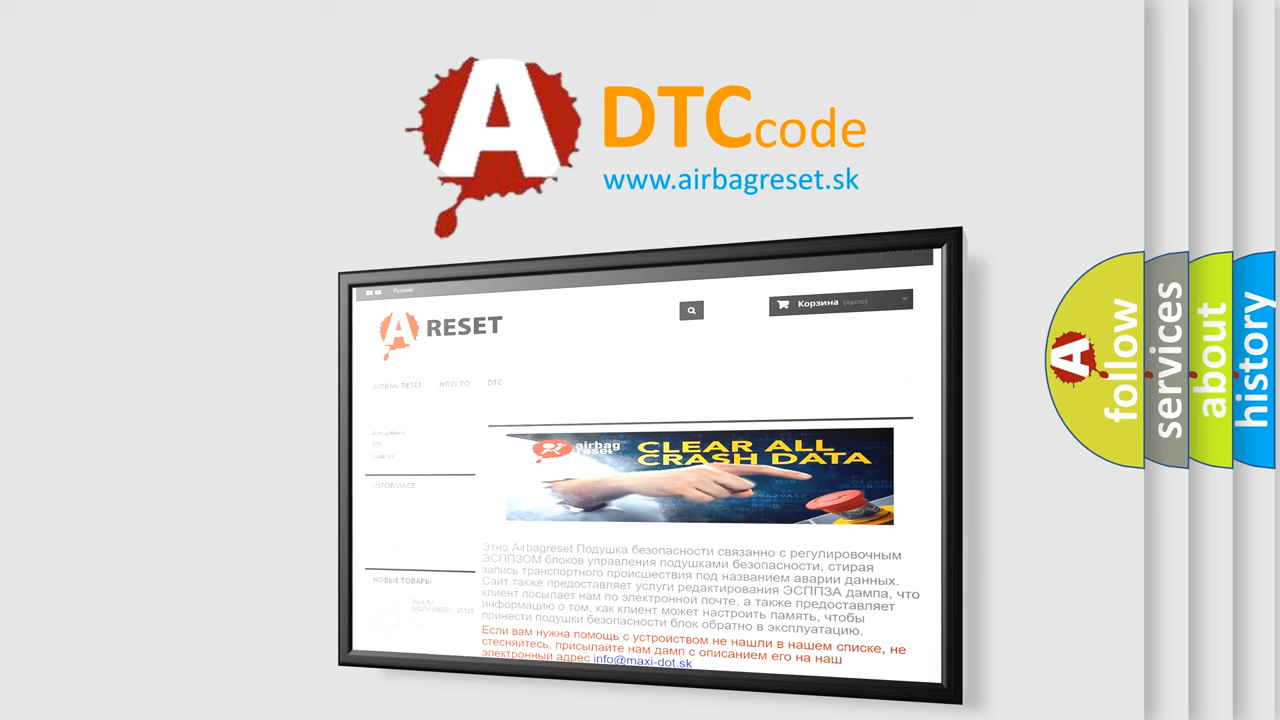 A DTCcode
www.airbagreset.sk
Русский
A RESET
Корзина (пусто)
AIRBAG RESET HOW TO DTC
INFORMACE
НОВЫЕ ТОВАРЫ
airbag
reset
CLEAR ALL
CRASH DATA
Этно Airbagreset Подушка безопасности связанно с регулировочным
ЭСППЗОМ блоков управления подушками безопасности, стирая
запись транспортного происшествия под названием аварии данных.
Сайт также предоставляет услуги редактирования ЭСППЗА дампа, что
клиент посылает нам по электронной почте, а также предоставляет
информацию о том, как клиент может настроить память, чтобы
принести подушки безопасности блок обратно в эксплуатацию.
Если вам нужна помощь с устройством не нашли в нашем списке, не
стесняйтесь, присылайте нам дамп с описанием его на наш
электронный адрес info@maxi-dot.sk
A follow
services
about
history